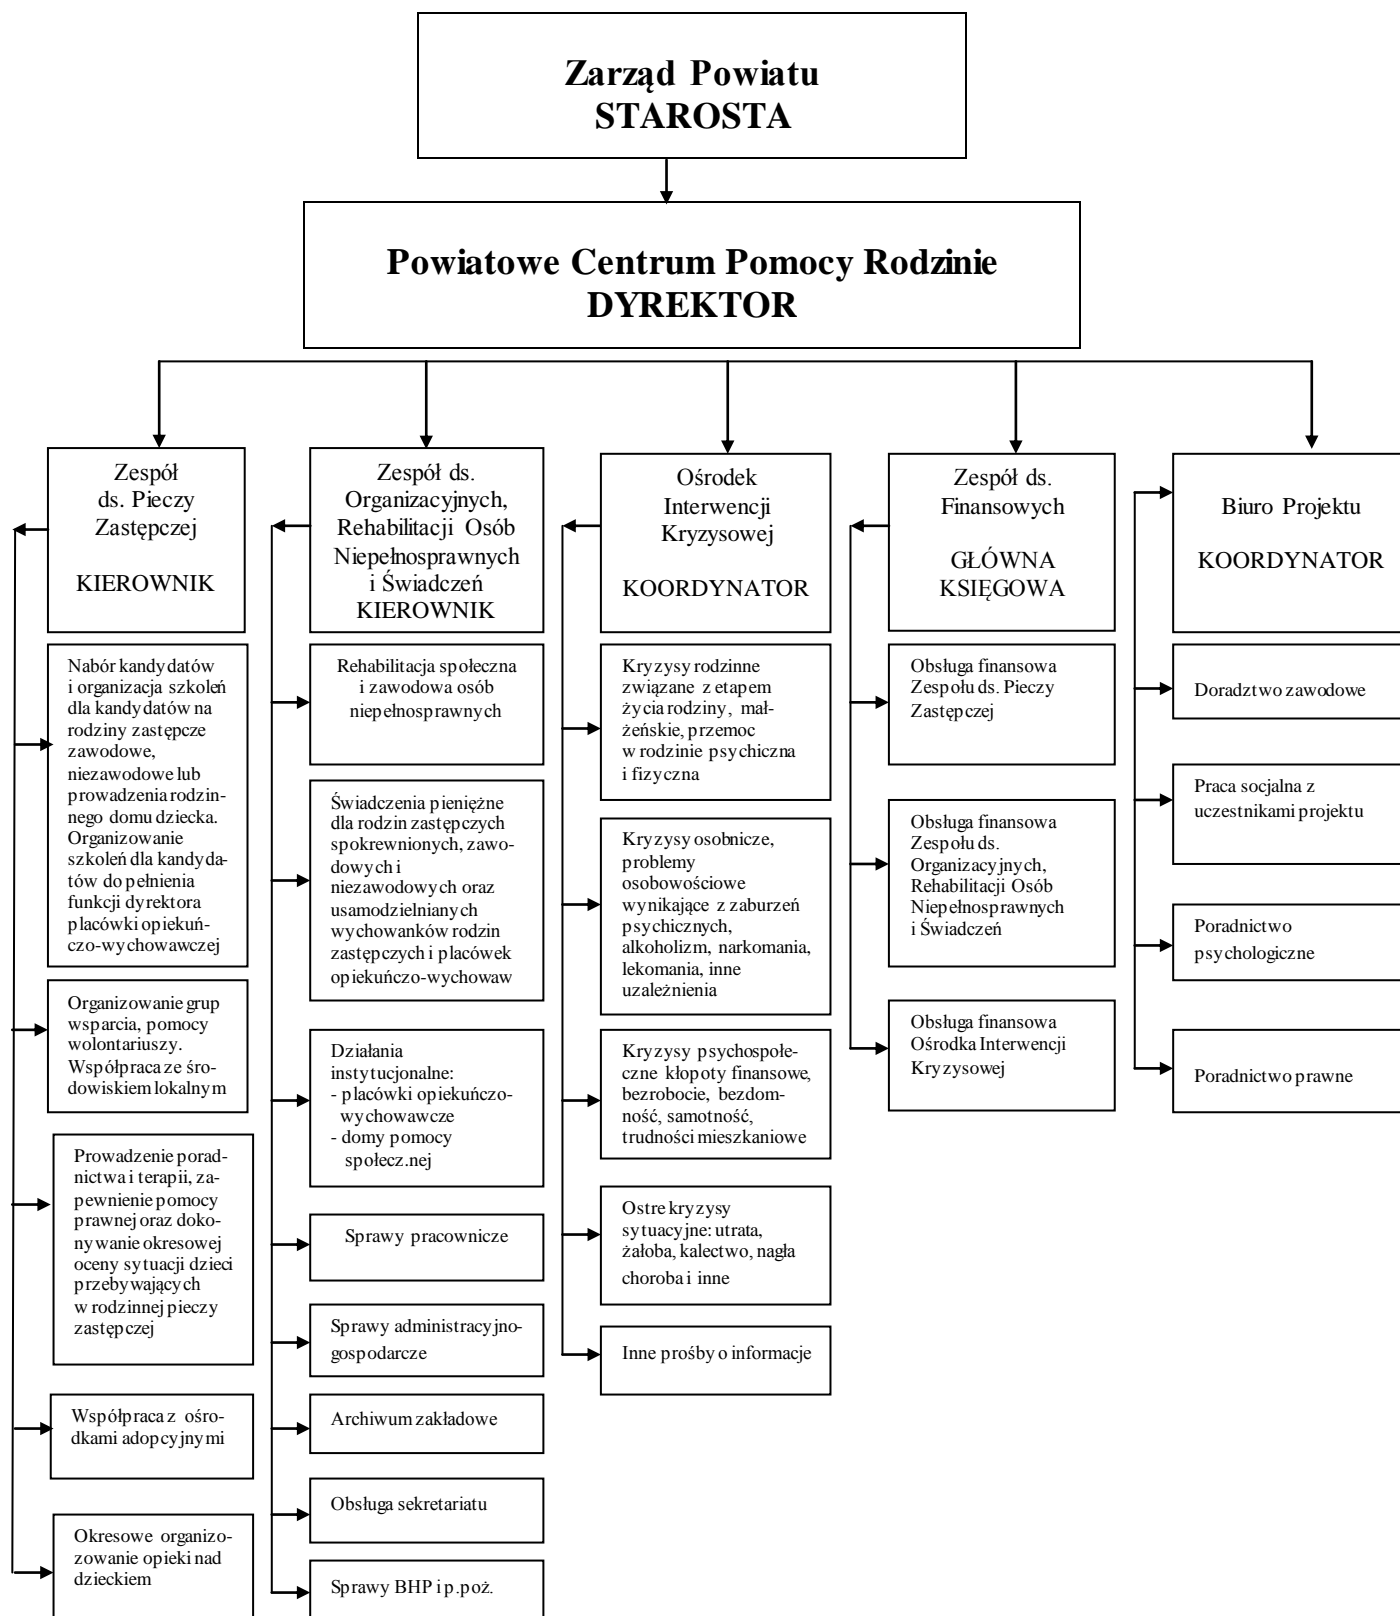 Zarząd Powiatu
STAROSTA
Powiatowe Centrum Pomocy Rodzinie
DYREKTOR
Zespół
ds. Pieczy
Zastępczej
KIEROWNIK
Nabór kandydatów
i organizacja szkoleń
dla kandydatów na
rodziny zastępcze
zawodowe,
niezawodowe lub
prowadzenia rodzin-
nego domu dziecka.
Organizowanie
szkoleń dla kandyda-
tów do pełnienia
funkcji dyrektora
placówki opiekuń-
czo-wychowawczej
Organizowanie grup
wsparcia, pomocy
wolontariuszy.
Współpraca ze śro-
dowiskiem lokalnym
Prowadzenie porad-
nictwa i terapii, za-
pewnienie pomocy
prawnej oraz doko-
nywanie okresowej
oceny sytuacji dzieci
przebywających
w rodzinnej pieczy
zastępczej
Współpraca z ośro-
dkami adopcyjnymi
Okresowe organizo-
zowanie opieki nad
dzieckiem
Zespół ds.
Organizacyjnych,
Rehabilitacji Osób
Niepełnosprawnych
i Świadczeń
KIEROWNIK
Rehabilitacja społeczna
i zawodowa osób
niepełnosprawnych
Świadczenia pieniężne
dla rodzin zastępczych
spokrewnionych, zawo-
dowych i
niezawodowych oraz
usamodzielnianych
wychowanków rodzin
zastępczych i placówek
opiekuńczo-wychowaw
Działania
instytucjonalne:
- placówki opiekuńczo-
wychowawcze
- domy pomocy
społecz.nej
Sprawy pracownicze
Sprawy administracyjno-
gospodarcze
Archiwum zakładowe
Obsługa sekretariatu
Sprawy BHP i p.poż.
Ośrodek
Interwencji
Kryzysowej
KOORDYNATOR
Kryzysy rodzinne
związane z etapem
życia rodziny, mał-
żeńskie, przemoc
w rodzinie psychiczna
i fizyczna
Kryzysy osobnicze,
problemy
osobowościowe
wynikające z zaburzeń
psychicznych,
alkoholizm, narkomania,
lekomania, inne
uzależnienia
Kryzysy psychospołe-
czne kłopoty finansowe,
bezrobocie, bezdom-
ność, samotność,
trudności mieszkaniowe
Ostre kryzysy
sytuacyjne: utrata,
żałoba, kalectwo, nagła
choroba i inne
Inne prośby o informacje
Zespół ds.
Finansowych
GŁÓWNA
KSIĘGOWA
Obsługa finansowa
Zespołu ds. Pieczy
Zastępczej
Obsługa finansowa
Zespołu ds.
Organizacyjnych,
Rehabilitacji Osób
Niepełnosprawnych
i Świadczeń
Obsługa finansowa
Ośrodka Interwencji
Kryzysowej
Biuro Projektu
KOORDYNATOR
Doradztwo zawodowe
Praca socjalna z
uczestnikami projektu
Poradnictwo
psychologiczne
Poradnictwo prawne